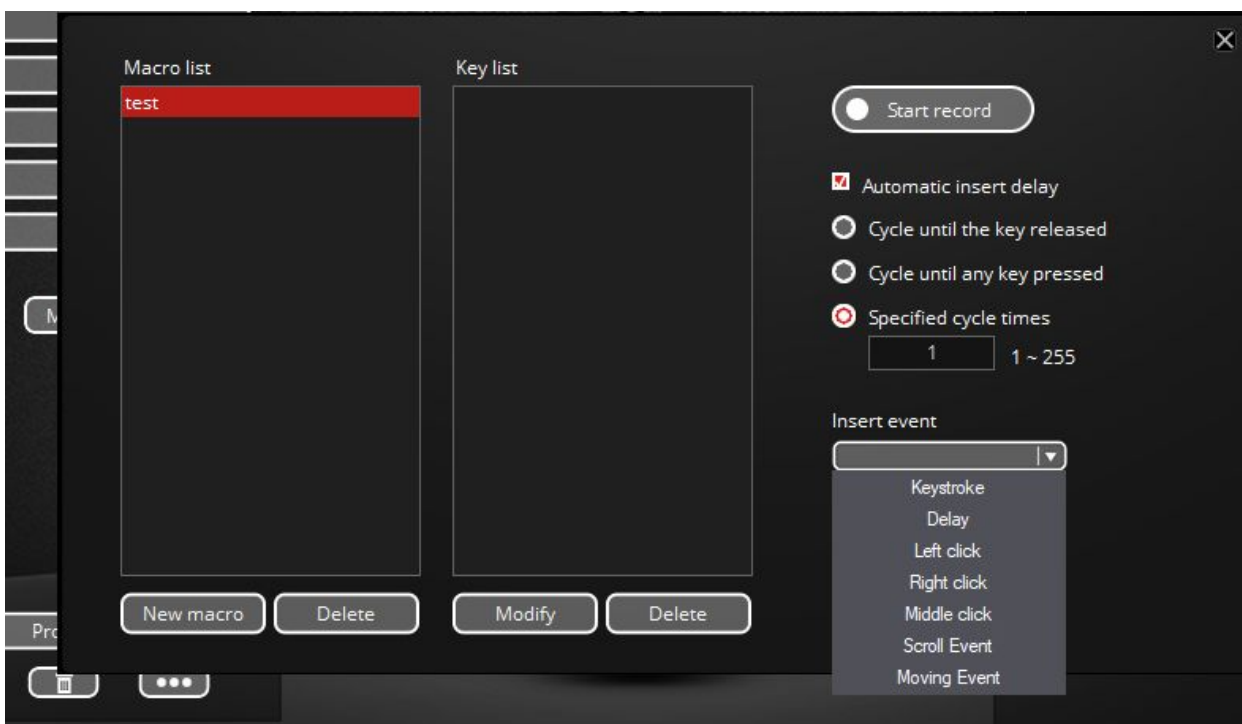 Macro list
Key list
test
Start record
Automatic insert delay
Cycle until the key released
Cycle until any key pressed
Specified cycle times
1
1 ~ 255
Insert event
Keystroke
Delay
Left click
Right click
Middle click
Scroll Event
Moving Event
New macro
Delete
Modify
Delete